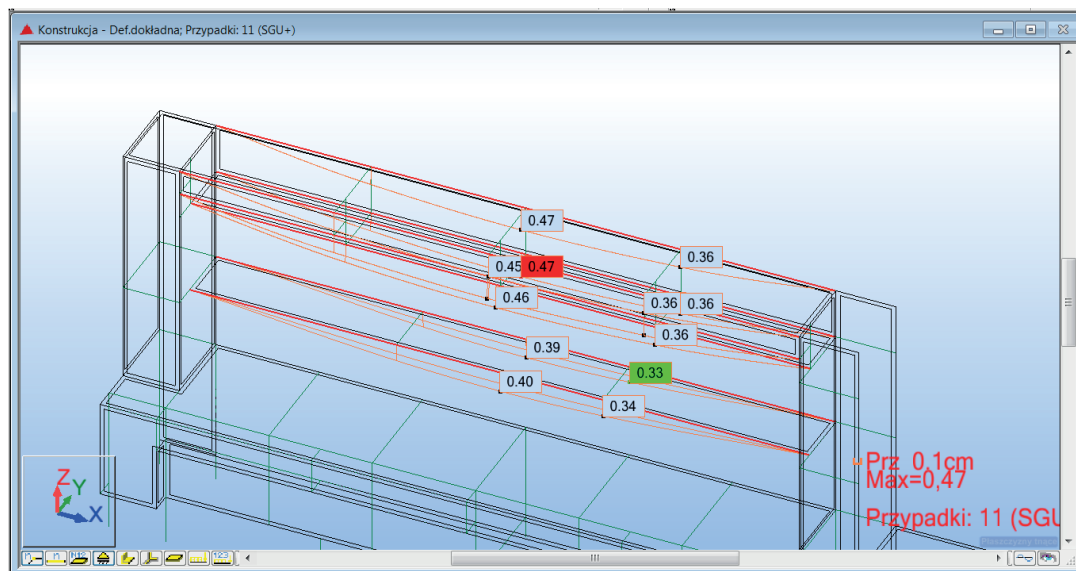 Konstrukcja - Def.dokładna; Przypadki: 11 (SGU+)
0.47
0.36
0.45
0.47
0.46
0.36
0.36
0.36
0.39
0.33
0.40
0.34
Prz 0,1cm
Max=0,47
Przypadki: 11 (SGU
Z
Y
X
n
123